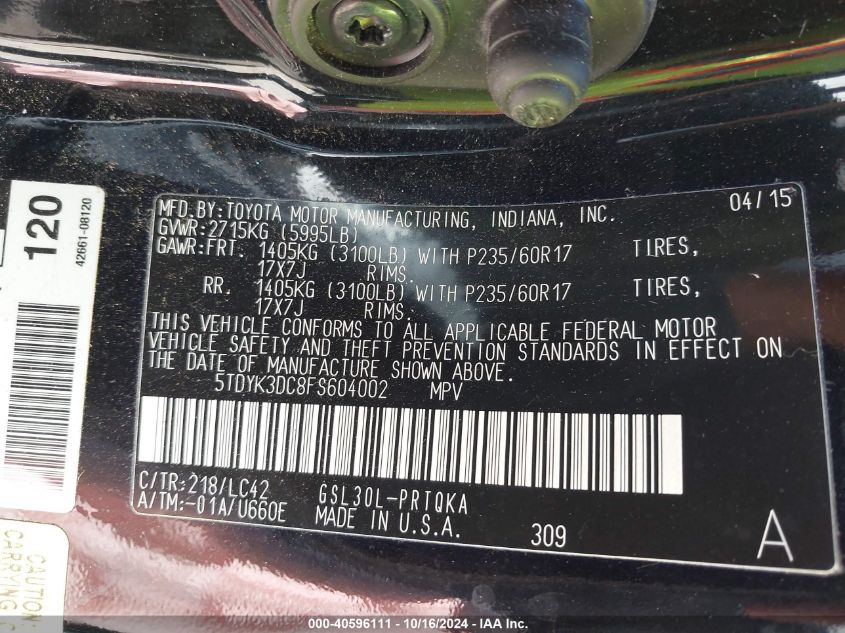 MFD.BY:TOYOTA MOTOR MANUFACTURING, INDIANA, INC. 04/15
GVWR:2715KG (5995LB)
GAWR:FRT. 1405KG (3100LB) WITH P235/60R17 TIRES,
17X7J RIMS.
RR. 1405KG (3100LB) WITH P235/60R17 TIRES,
17X7J RIMS.
THIS VEHICLE CONFORMS TO ALL APPLICABLE FEDERAL MOTOR
VEHICLE SAFETY AND THEFT PREVENTION STANDARDS IN EFFECT ON
THE DATE OF MANUFACTURE SHOWN ABOVE.
5TDYK3DC8FS604002 MPV
C/TR:218/LC42 GSL30L-PRTQKA
A/TM:-01A/U660E MADE IN U.S.A.
309 A
120
42661-08120
CAUTION
CARRYING
000-40596111 - 10/16/2024 - IAA Inc.